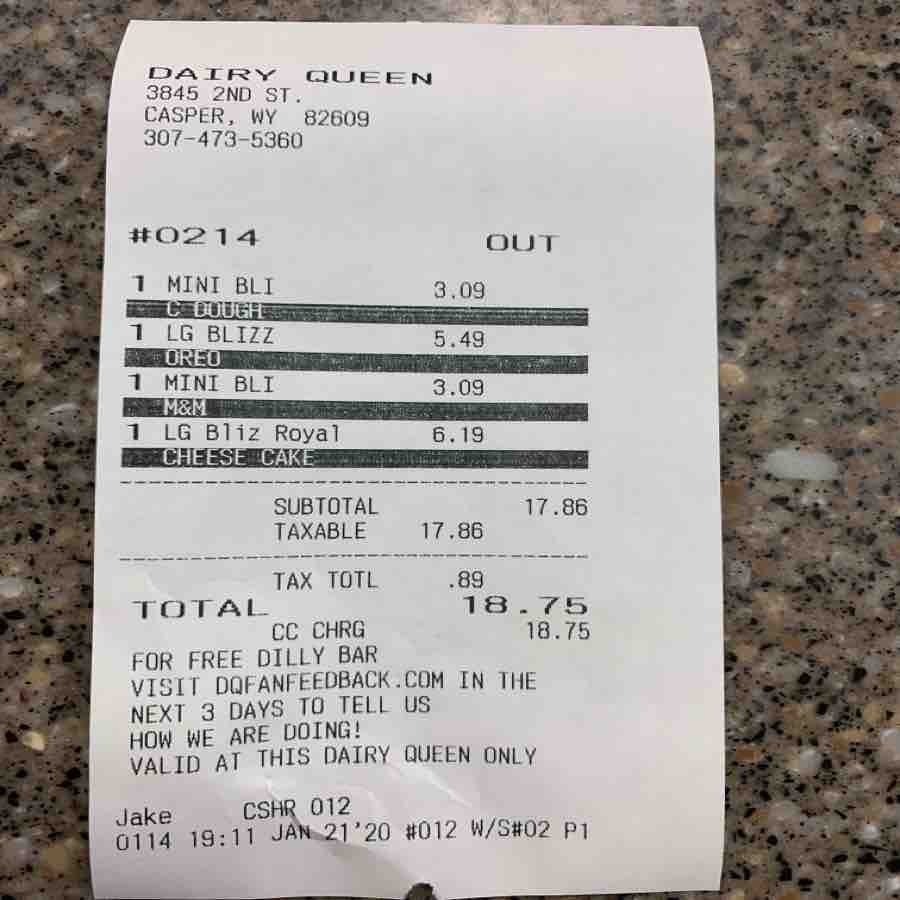 DAIRY QUEEN
3845 2ND ST.
CASPER, WY 82609
307-473-5360
#0214 OUT
1 MINI BLI 3.09
C DOUGH
1 LG BLIZZ 5.49
OREO
1 MINI BLI 3.09
M&M
1 LG Bliz Royal 6.19
CHEESE CAKE
SUBTOTAL 17.86
TAXABLE 17.86
TAX TOTL .89
TOTAL 18.75
CC CHRG 18.75
FOR FREE DILLY BAR
VISIT DQFANFEEDBACK.COM IN THE
NEXT 3 DAYS TO TELL US
HOW WE ARE DOING!
VALID AT THIS DAIRY QUEEN ONLY
Jake CSHR 012
0114 19:11 JAN 21'20 #012 W/S#02 P1